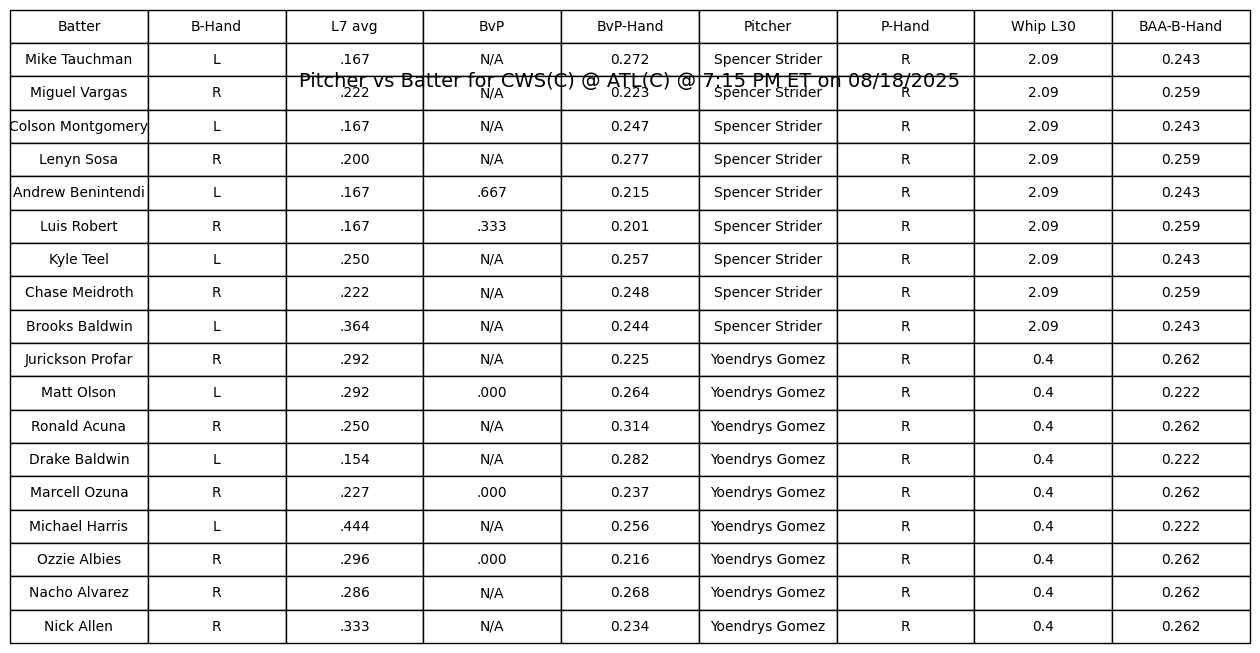 Batter B-Hand L7 avg BvP BvP-Hand Pitcher P-Hand Whip L30 BAA-B-Hand
Mike Tauchman L .167 N/A 0.272 Spencer Strider R 2.09 0.243
Pitcher vs Batter for CWS(C) @ ATL(C) @ 7:15 PM ET on 08/18/2025
Miguel Vargas R .222 N/A 0.223 Spencer Strider R 2.09 0.259
Colson Montgomery L .167 N/A 0.247 Spencer Strider R 2.09 0.243
Lenyn Sosa R .200 N/A 0.277 Spencer Strider R 2.09 0.259
Andrew Benintendi L .167 .667 0.215 Spencer Strider R 2.09 0.243
Luis Robert R .167 .333 0.201 Spencer Strider R 2.09 0.259
Kyle Teel L .250 N/A 0.257 Spencer Strider R 2.09 0.243
Chase Meidroth R .222 N/A 0.248 Spencer Strider R 2.09 0.259
Brooks Baldwin L .364 N/A 0.244 Spencer Strider R 2.09 0.243
Jurickson Profar R .292 N/A 0.225 Yoendrys Gomez R 0.4 0.262
Matt Olson L .292 .000 0.264 Yoendrys Gomez R 0.4 0.222
Ronald Acuna R .250 N/A 0.314 Yoendrys Gomez R 0.4 0.262
Drake Baldwin L .154 N/A 0.282 Yoendrys Gomez R 0.4 0.222
Marcell Ozuna R .227 .000 0.237 Yoendrys Gomez R 0.4 0.262
Michael Harris L .444 N/A 0.256 Yoendrys Gomez R 0.4 0.222
Ozzie Albies R .296 .000 0.216 Yoendrys Gomez R 0.4 0.262
Nacho Alvarez R .286 N/A 0.268 Yoendrys Gomez R 0.4 0.262
Nick Allen R .333 N/A 0.234 Yoendrys Gomez R 0.4 0.262